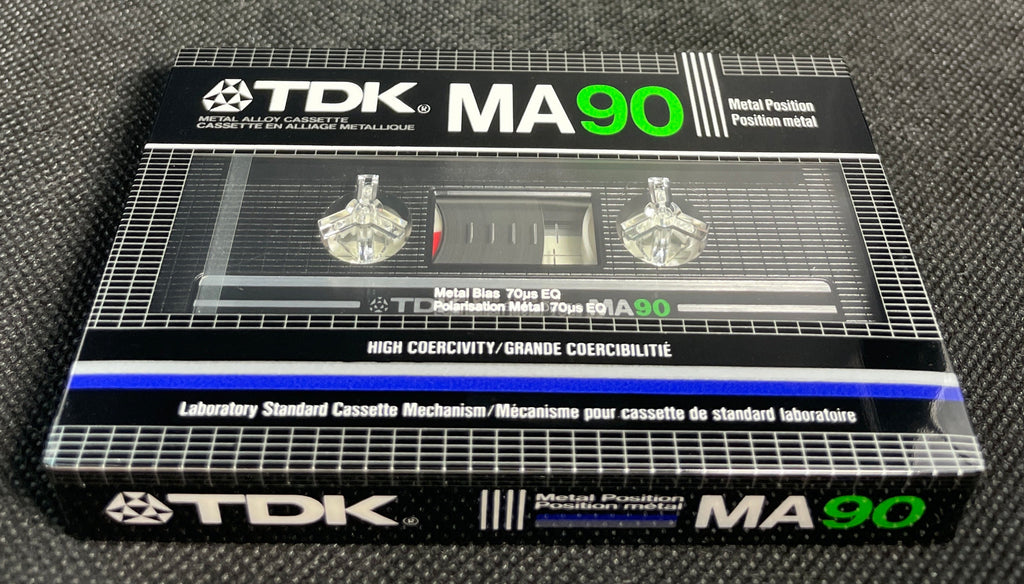 TDK® MA90
METAL ALLOY CASSETTE
CASSETTE EN ALLIAGE METALLIQUE
Metal Position
Position métal
Metal Bias 70µs EQ
Polarisation Métal 70µs EQ
TD MA90
HIGH COERCIVITY/GRANDE COERCIBILITIÉ
Laboratory Standard Cassette Mechanism/Mécanisme pour cassette de standard laboratoire
TDK® Metal Position MA90
Position métal